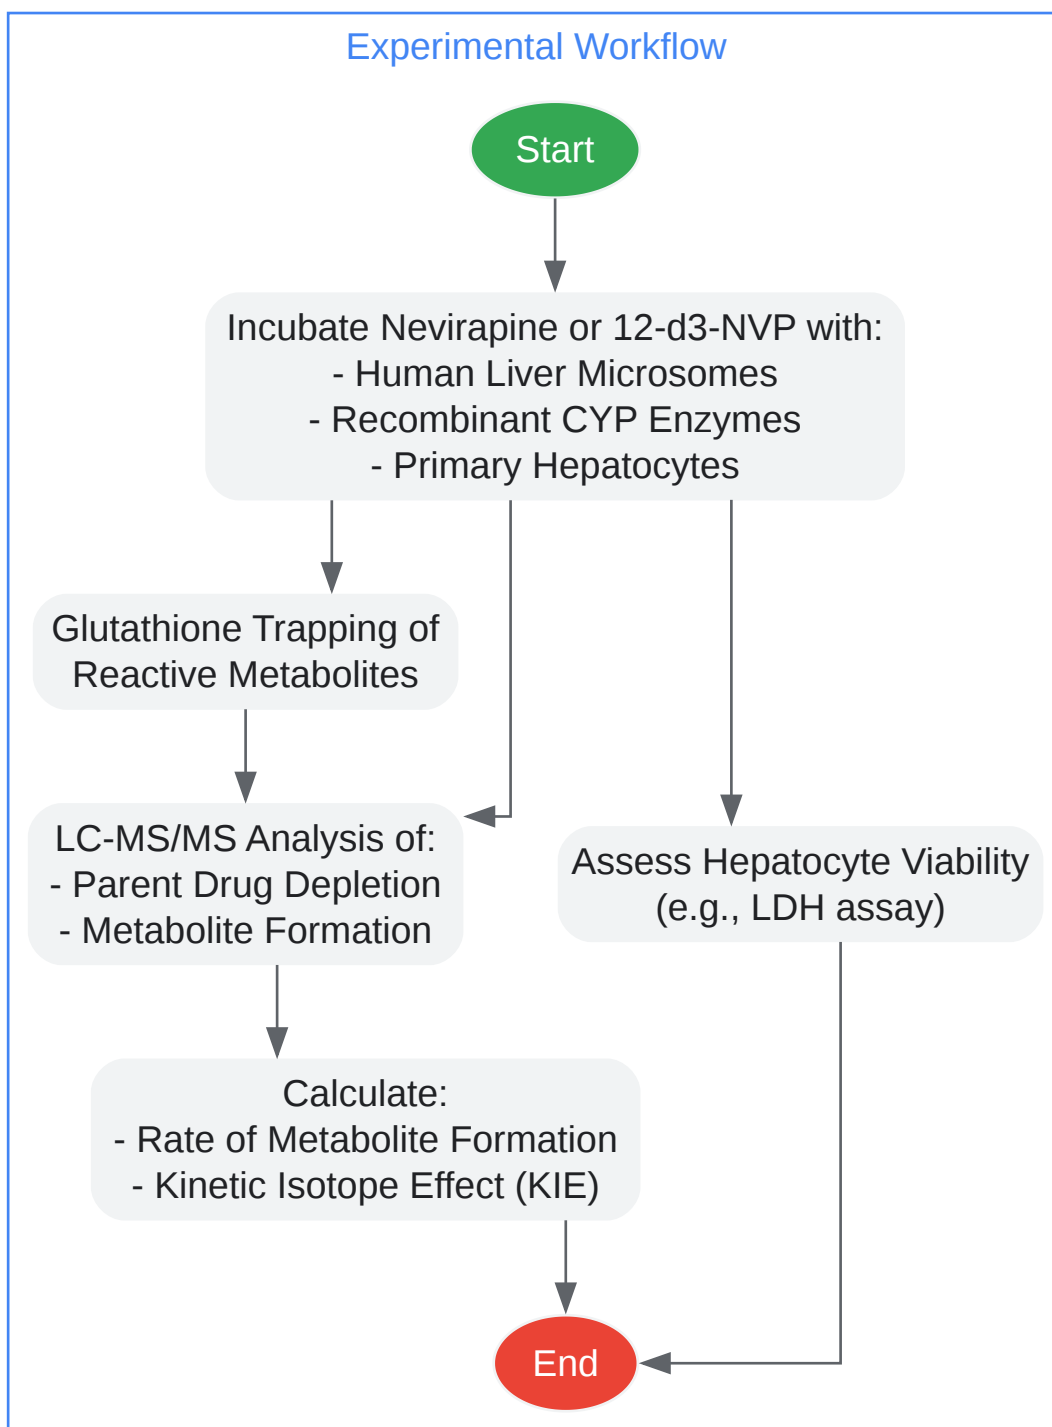 Experimental Workflow
Start
Incubate Nevirapine or 12-d3-NVP with:
- Human Liver Microsomes
- Recombinant CYP Enzymes
- Primary Hepatocytes
Glutathione Trapping of
Reactive Metabolites
LC-MS/MS Analysis of:
- Parent Drug Depletion
- Metabolite Formation
Assess Hepatocyte Viability
(e.g., LDH assay)
Calculate:
- Rate of Metabolite Formation
- Kinetic Isotope Effect (KIE)
End